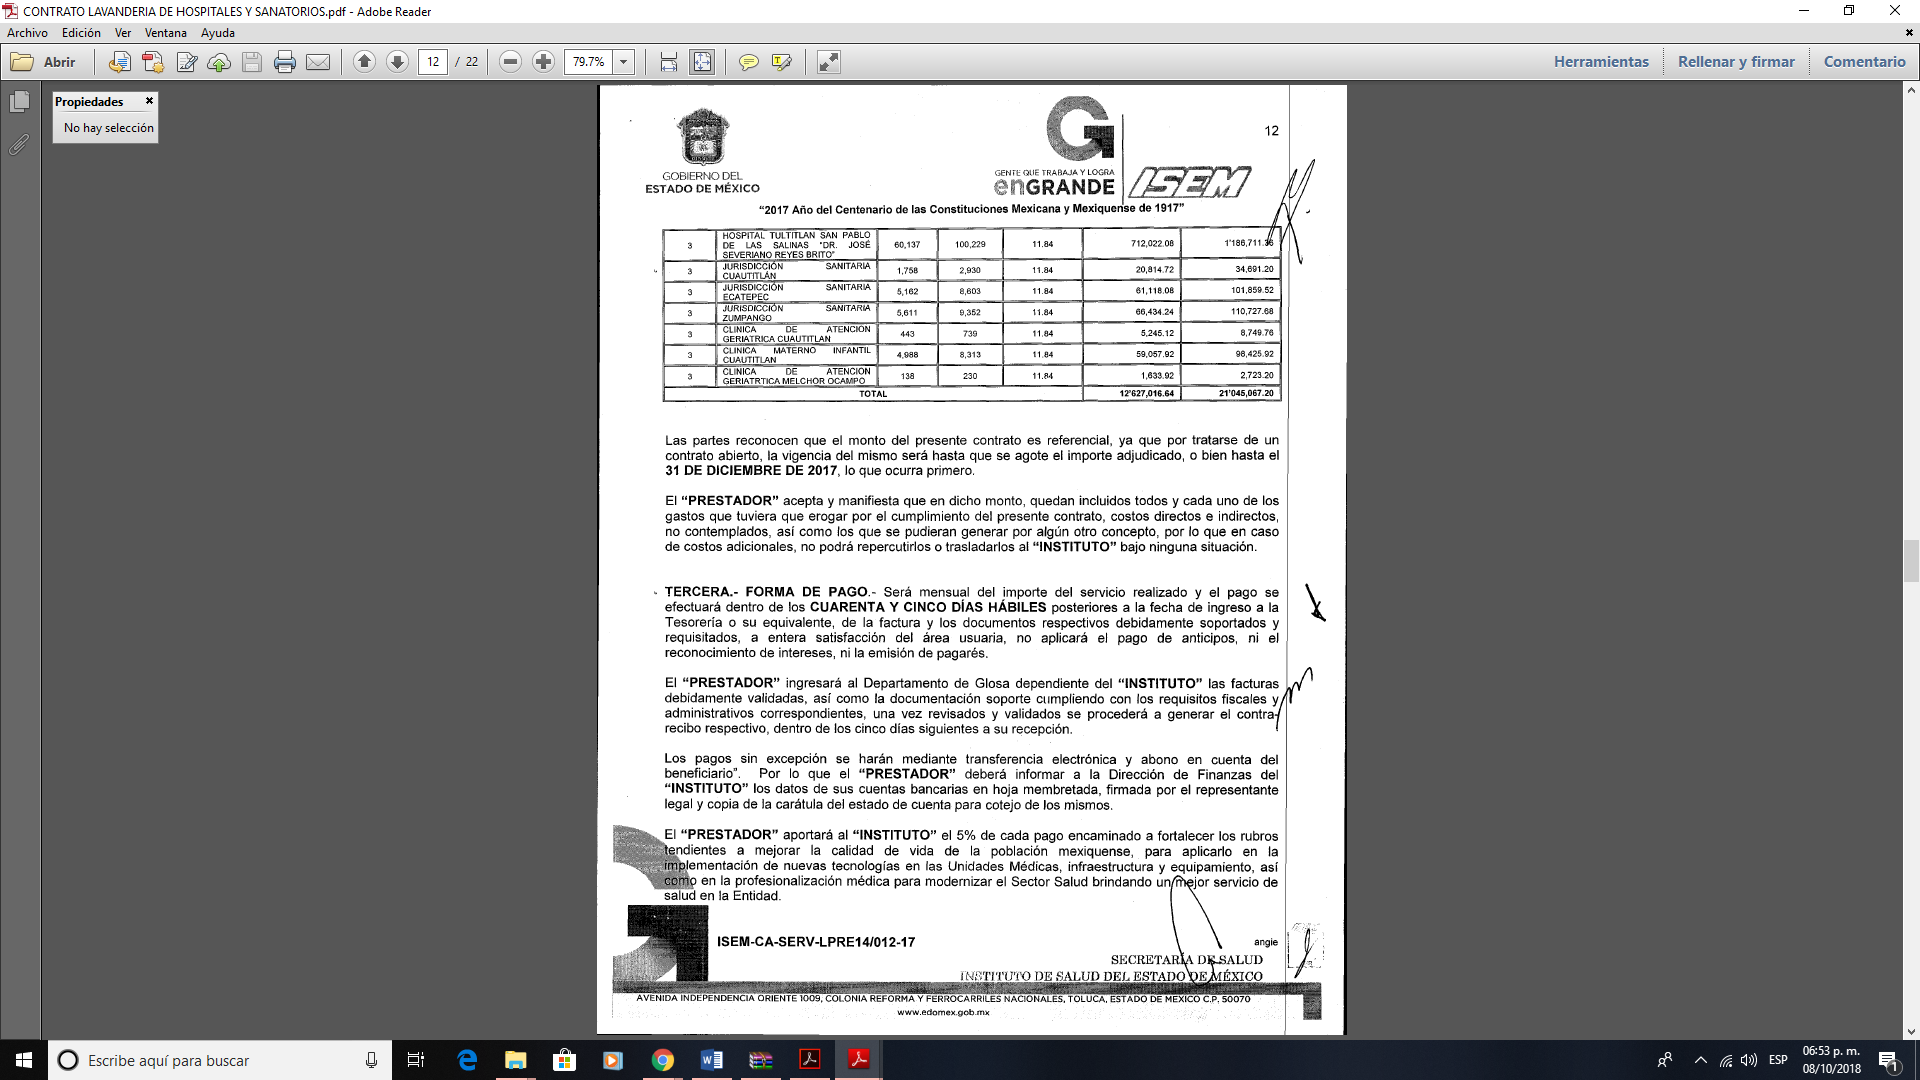 CONTRATO LAVANDERIA DE HOSPITALES Y SANATORIOS.pdf - Adobe Reader
Archivo Edición Ver Ventana Ayuda
Abrir 12 / 22 79.7% Herramientas Rellenar y firmar Comentario
Propiedades
No hay selección
12
GOBIERNO DEL
ESTADO DE MÉXICO
GENTE QUE TRABAJA Y LOGRA
enGRANDE
ISEM
“2017 Año del Centenario de las Constituciones Mexicana y Mexiquense de 1917”
3 HOSPITAL TULTITLAN SAN PABLO DE LAS SALINAS "DR. JOSÉ SEVERIANO REYES BRITO" 60,137 100,229 11.84 712,022.08 1'186,711.36
3 JURISDICCIÓN SANITARIA CUAUTITLÁN 1,758 2,930 11.84 20,814.72 34,691.20
3 JURISDICCIÓN SANITARIA ECATEPEC 5,162 8,603 11.84 61,118.08 101,859.52
3 JURISDICCIÓN SANITARIA ZUMPANGO 5,611 9,352 11.84 66,434.24 110,727.68
3 CLINICA DE ATENCION GERIATRICA CUAUTITLAN 443 739 11.84 5,245.12 8,749.76
3 CLINICA MATERNO INFANTIL CUAUTITLAN 4,988 8,313 11.84 59,057.92 98,425.92
3 CLINICA DE ATENCION GERIATRTICA MELCHOR OCAMPO 138 230 11.84 1,633.92 2,723.20
TOTAL 12'627,016.64 21'045,067.20
Las partes reconocen que el monto del presente contrato es referencial, ya que por tratarse de un
contrato abierto, la vigencia del mismo será hasta que se agote el importe adjudicado, o bien hasta el
31 DE DICIEMBRE DE 2017, lo que ocurra primero.
El “PRESTADOR” acepta y manifiesta que en dicho monto, quedan incluidos todos y cada uno de los
gastos que tuviera que erogar por el cumplimiento del presente contrato, costos directos e indirectos,
no contemplados, así como los que se pudieran generar por algún otro concepto, por lo que en caso
de costos adicionales, no podrá repercutirlos o trasladarlos al “INSTITUTO” bajo ninguna situación.
TERCERA.- FORMA DE PAGO.- Será mensual del importe del servicio realizado y el pago se
efectuará dentro de los CUARENTA Y CINCO DÍAS HÁBILES posteriores a la fecha de ingreso a la
Tesorería o su equivalente, de la factura y los documentos respectivos debidamente soportados y
requisitados, a entera satisfacción del área usuaria, no aplicará el pago de anticipos, ni el
reconocimiento de intereses, ni la emisión de pagarés.
El “PRESTADOR” ingresará al Departamento de Glosa dependiente del “INSTITUTO” las facturas
debidamente validadas, así como la documentación soporte cumpliendo con los requisitos fiscales y
administrativos correspondientes, una vez revisados y validados se procederá a generar el contra-
recibo respectivo, dentro de los cinco días siguientes a su recepción.
Los pagos sin excepción se harán mediante transferencia electrónica y abono en cuenta del
beneficiario”. Por lo que el “PRESTADOR” deberá informar a la Dirección de Finanzas del
“INSTITUTO” los datos de sus cuentas bancarias en hoja membretada, firmada por el representante
legal y copia de la carátula del estado de cuenta para cotejo de los mismos.
El “PRESTADOR” aportará al “INSTITUTO” el 5% de cada pago encaminado a fortalecer los rubros
tendientes a mejorar la calidad de vida de la población mexiquense, para aplicarlo en la
implementación de nuevas tecnologías en las Unidades Médicas, infraestructura y equipamiento, así
como en la profesionalización médica para modernizar el Sector Salud brindando un mejor servicio de
salud en la Entidad.
ISEM-CA-SERV-LPRE14/012-17
angie
SECRETARÍA DE SALUD
INSTITUTO DE SALUD DEL ESTADO DE MÉXICO
AVENIDA INDEPENDENCIA ORIENTE 1009, COLONIA REFORMA Y FERROCARRILES NACIONALES, TOLUCA, ESTADO DE MEXICO C.P. 50070
www.edomex.gob.mx
Escribe aquí para buscar
ESP
06:53 p. m.
08/10/2018
1